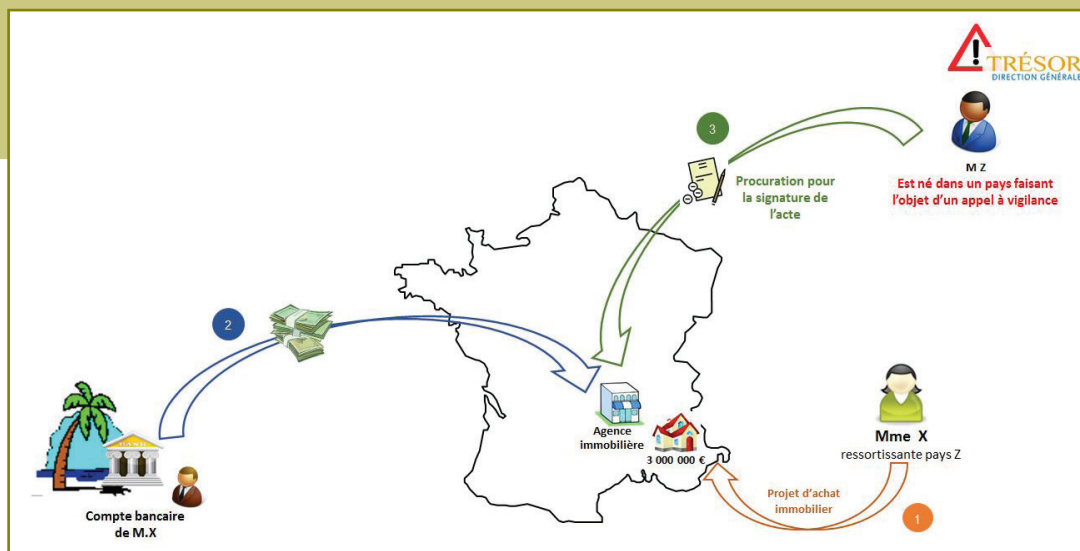 TRÉSOR
DIRECTION GÉNÉRALE
3
M Z
Est né dans un pays faisant
l'objet d'un appel à vigilance
Procuration pour
la signature de
l'acte
2
Agence
immobilière
3 000 000 €
Mme X
ressortissante pays Z
Projet d'achat
immobilier
1
BANK
Compte bancaire
de M.X